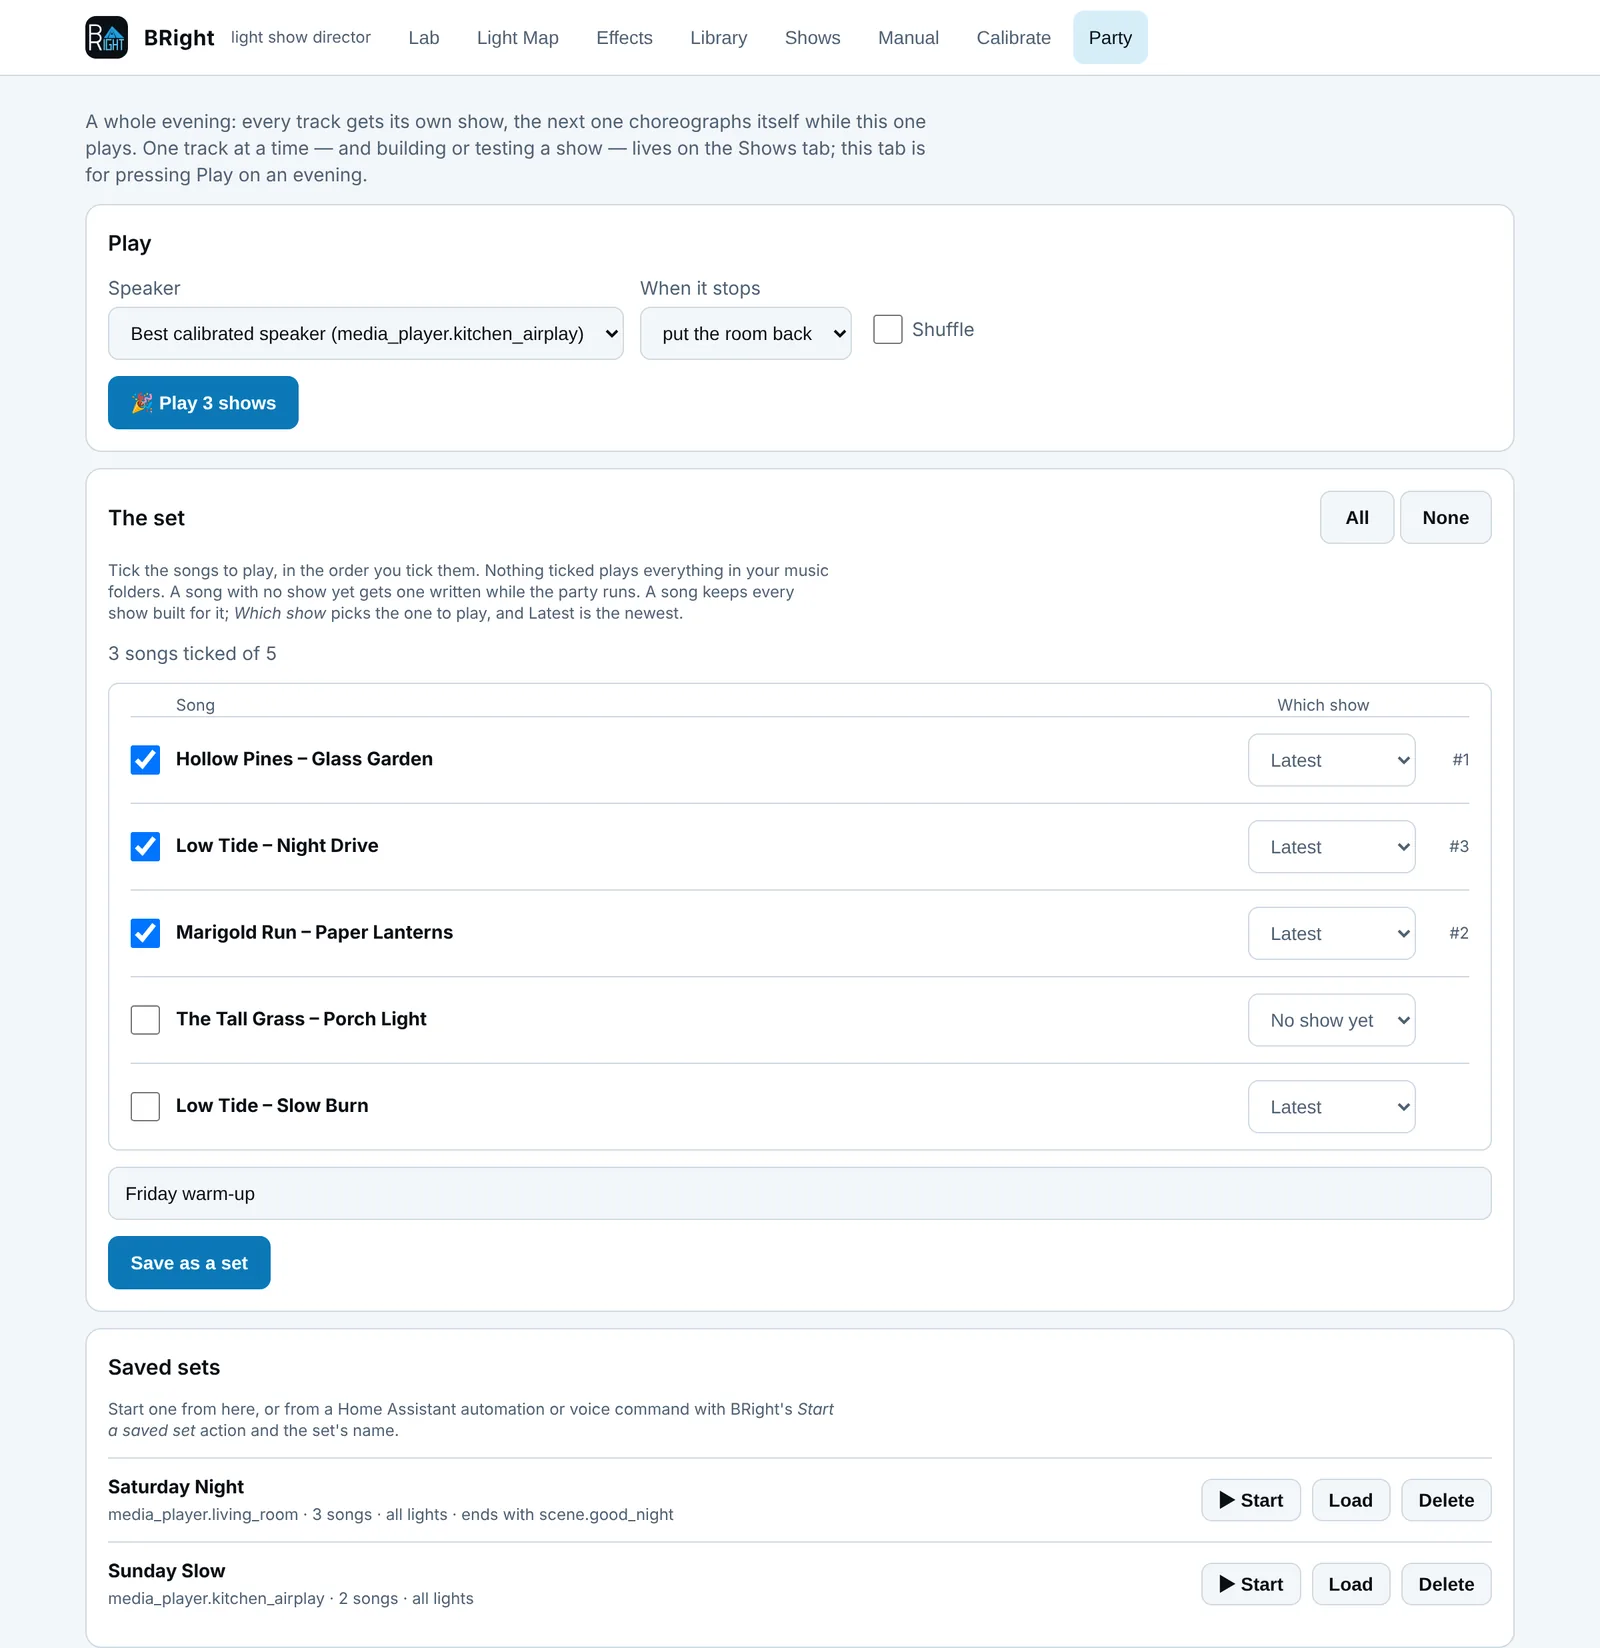 BRIGHT BRight light show director Lab Light Map Effects Library Shows Manual Calibrate Party
A whole evening: every track gets its own show, the next one choreographs itself while this one
plays. One track at a time — and building or testing a show — lives on the Shows tab; this tab is
for pressing Play on an evening.
Play
Speaker When it stops
Best calibrated speaker (media_player.kitchen_airplay) put the room back Shuffle
🎉 Play 3 shows
The set All None
Tick the songs to play, in the order you tick them. Nothing ticked plays everything in your music
folders. A song with no show yet gets one written while the party runs. A song keeps every
show built for it; Which show picks the one to play, and Latest is the newest.
3 songs ticked of 5
Song Which show
Hollow Pines – Glass Garden Latest #1
Low Tide – Night Drive Latest #3
Marigold Run – Paper Lanterns Latest #2
The Tall Grass – Porch Light No show yet
Low Tide – Slow Burn Latest
Friday warm-up
Save as a set
Saved sets
Start one from here, or from a Home Assistant automation or voice command with BRight's Start
a saved set action and the set's name.
Saturday Night
media_player.living_room · 3 songs · all lights · ends with scene.good_night
▶ Start Load Delete
Sunday Slow
media_player.kitchen_airplay · 2 songs · all lights
▶ Start Load Delete